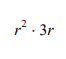 r² · 3r